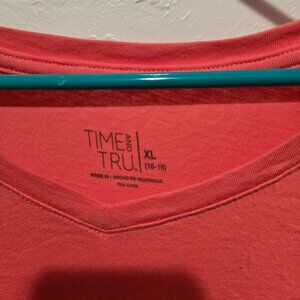 TIME AND
TRU
XL
(16-18)
MADE IN / HECHO EN NICARAGUA